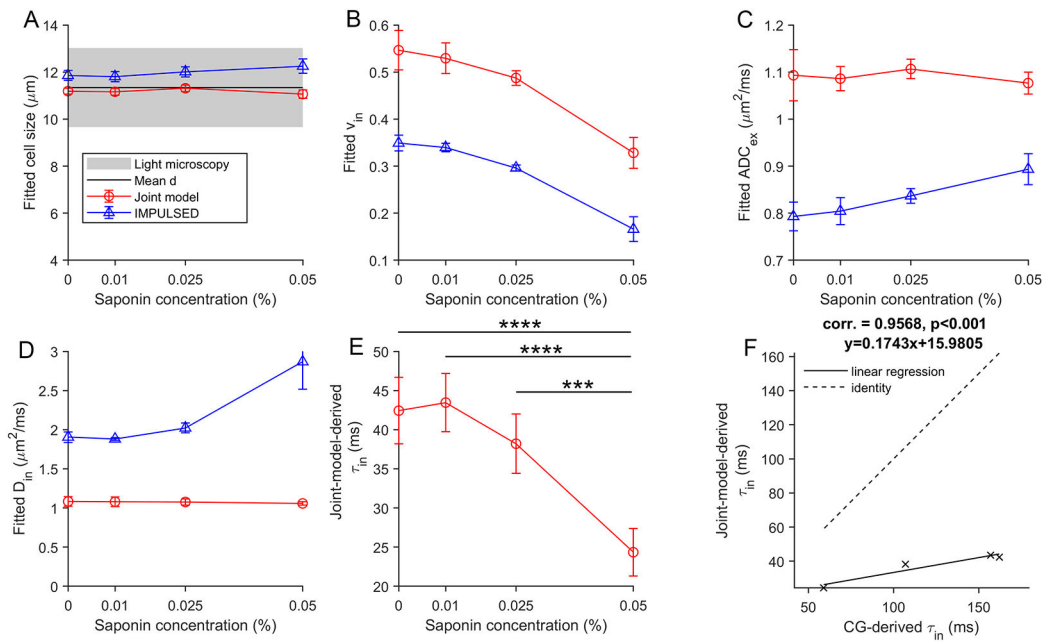 A
14
12
10
8
6
4
Fitted cell size (μm)
Light microscopy
Mean d
Joint model
IMPULSED
0
0.01
0.025
0.05
Saponin concentration (%)
B
0.6
0.5
0.4
0.3
0.2
0.1
Fitted v_in
0
0.01
0.025
0.05
Saponin concentration (%)
C
1.2
1.1
1
0.9
0.8
0.7
Fitted ADC_ex (μm²/ms)
0
0.01
0.025
0.05
Saponin concentration (%)
D
3
2.5
2
1.5
1
0.5
0
Fitted D_in (μm²/ms)
0
0.01
0.025
0.05
Saponin concentration (%)
E
****
****
***
50
45
40
35
30
25
20
Joint-model-derived
τ_in (ms)
0
0.01
0.025
0.05
Saponin concentration (%)
F
corr. = 0.9568, p<0.001
y=0.1743x+15.9805
linear regression
identity
160
140
120
100
80
60
40
Joint-model-derived
τ_in (ms)
50
100
150
CG-derived τ_in (ms)